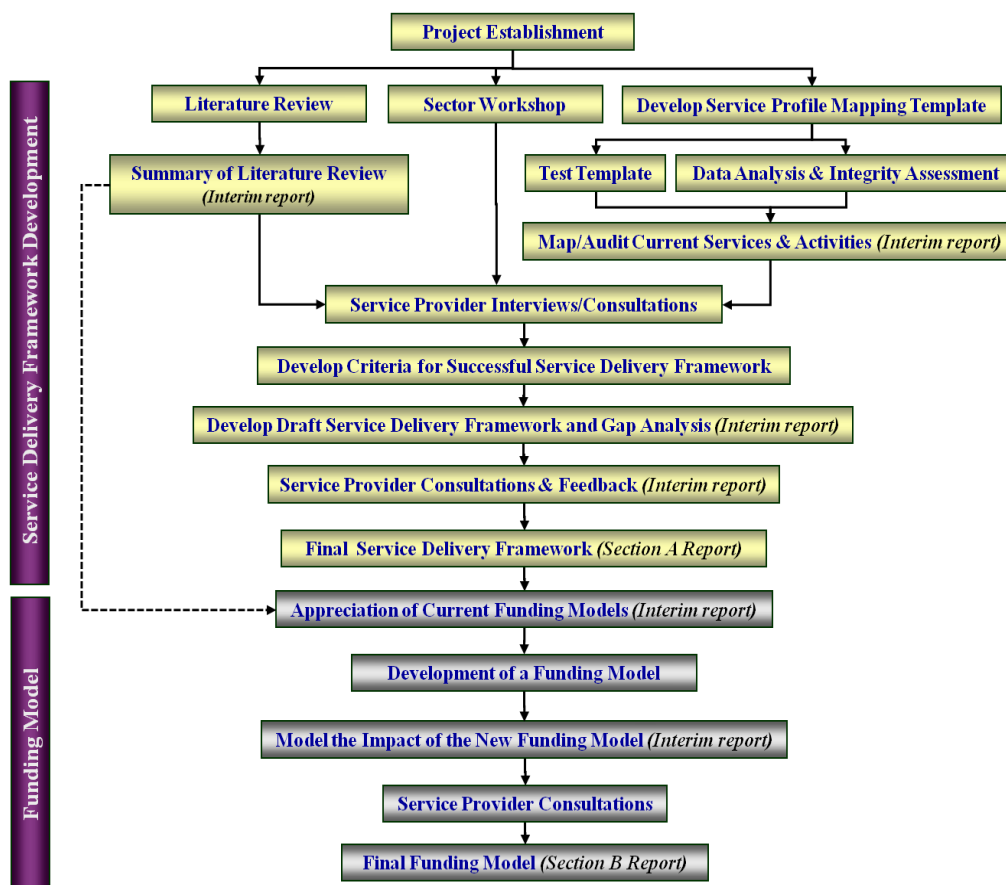 Project Establishment
Service Delivery Framework Development
Literature Review
Sector Workshop
Develop Service Profile Mapping Template
Summary of Literature Review
(Interim report)
Test Template
Data Analysis & Integrity Assessment
Map/Audit Current Services & Activities (Interim report)
Service Provider Interviews/Consultations
Develop Criteria for Successful Service Delivery Framework
Develop Draft Service Delivery Framework and Gap Analysis (Interim report)
Service Provider Consultations & Feedback (Interim report)
Final Service Delivery Framework (Section A Report)
Funding Model
Appreciation of Current Funding Models (Interim report)
Development of a Funding Model
Model the Impact of the New Funding Model (Interim report)
Service Provider Consultations
Final Funding Model (Section B Report)